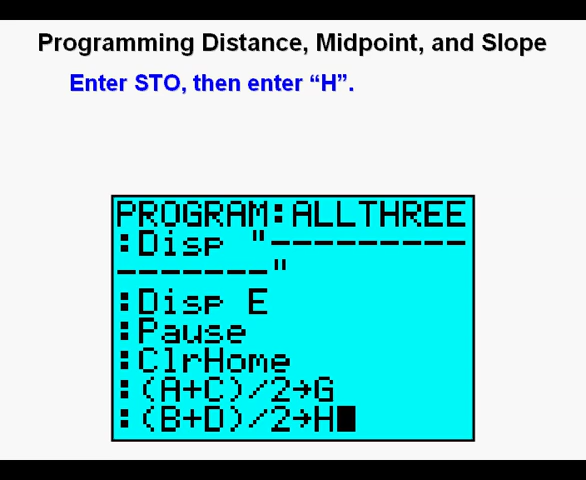 Programming Distance, Midpoint, and Slope
Enter STO, then enter “H”.
PROGRAM:ALLTHREE
:Disp "---------
-------"
:Disp E
:Pause
:ClrHome
:(A+C)/2→G
:(B+D)/2→H